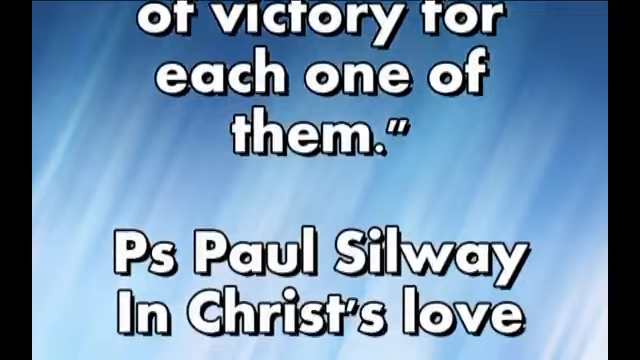 of victory for
each one of
them."
Ps Paul Silway
In Christ's love